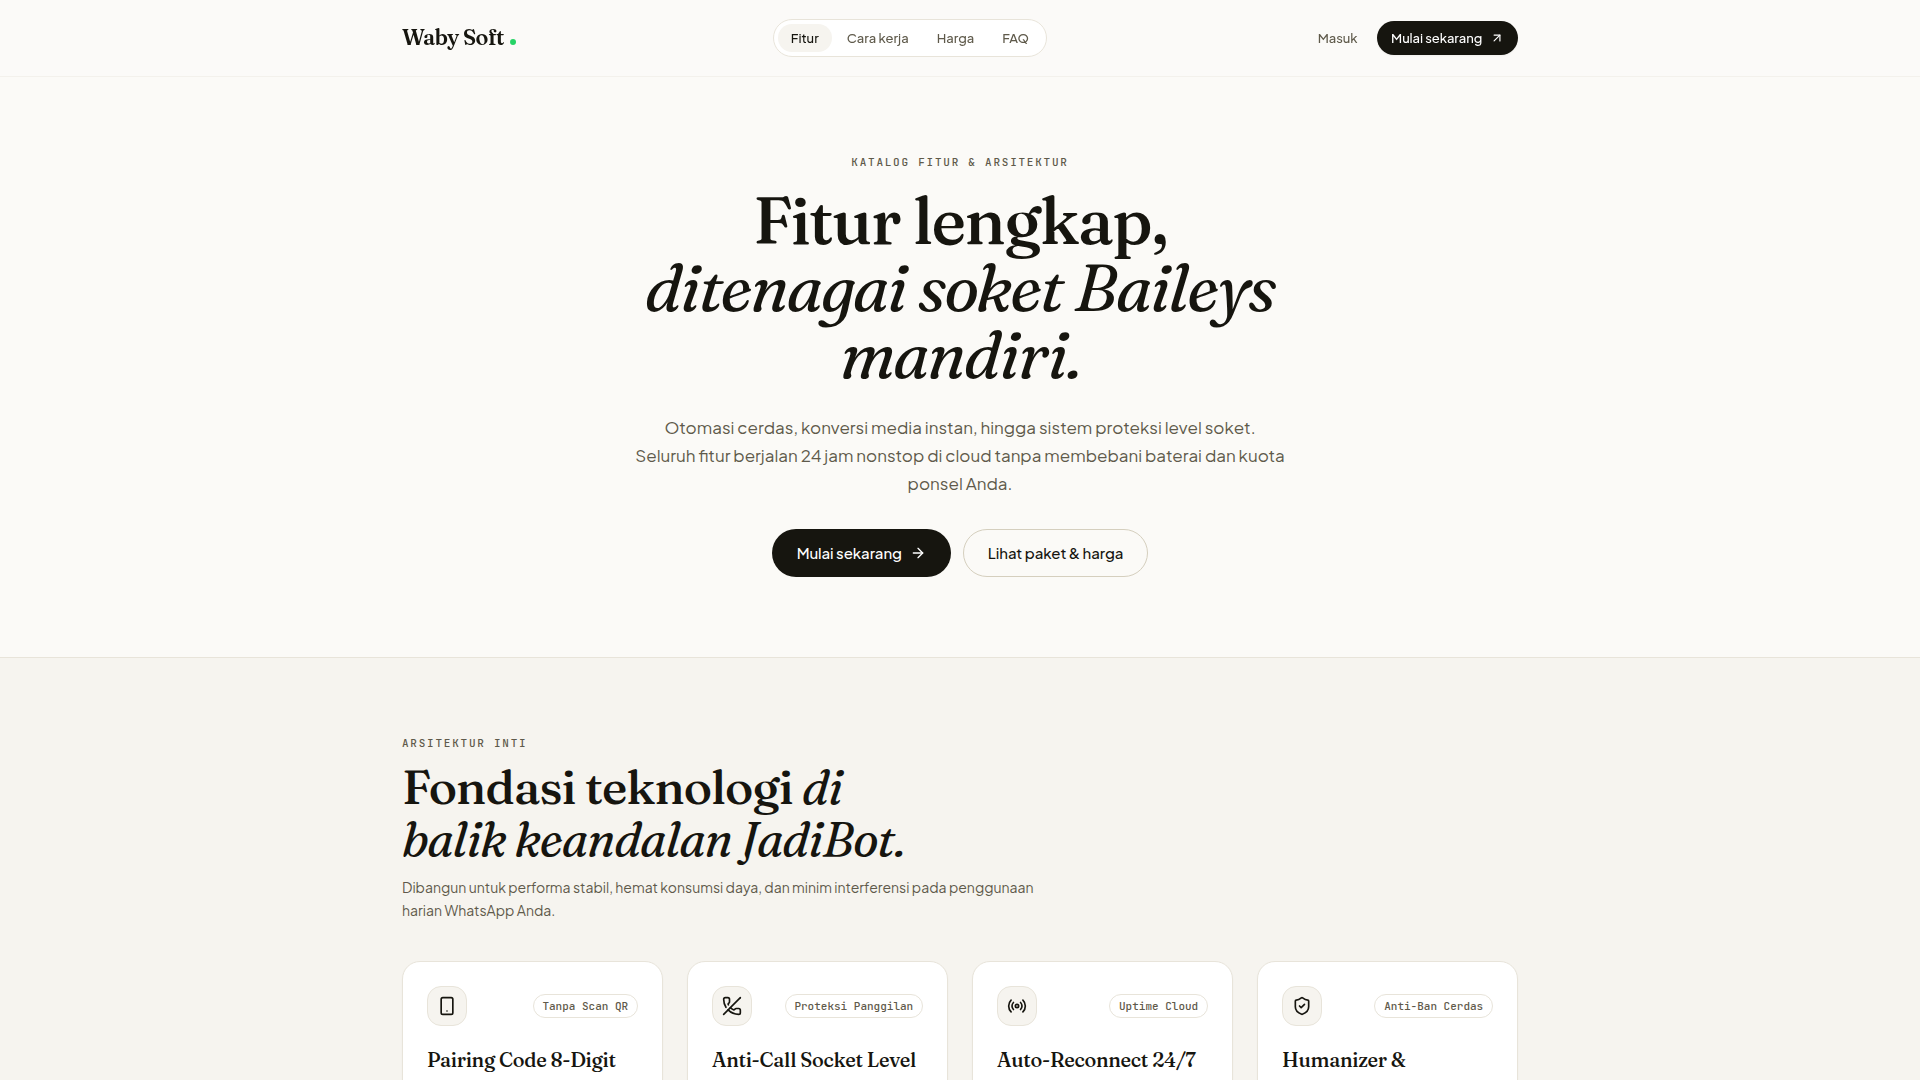 Waby Soft
Fitur
Cara kerja
Harga
FAQ
Masuk
Mulai sekarang
KATALOG FITUR & ARSITEKTUR
Fitur lengkap,
ditenagai soket Baileys
mandiri.
Otomasi cerdas, konversi media instan, hingga sistem proteksi level soket.
Seluruh fitur berjalan 24 jam nonstop di cloud tanpa membebani baterai dan kuota
ponsel Anda.
Mulai sekarang
Lihat paket & harga
ARSITEKTUR INTI
Fondasi teknologi di
balik keandalan JadiBot.
Dibangun untuk performa stabil, hemat konsumsi daya, dan minim interferensi pada penggunaan
harian WhatsApp Anda.
Tanpa Scan QR
Pairing Code 8-Digit
Proteksi Panggilan
Anti-Call Socket Level
Uptime Cloud
Auto-Reconnect 24/7
Anti-Ban Cerdas
Humanizer &